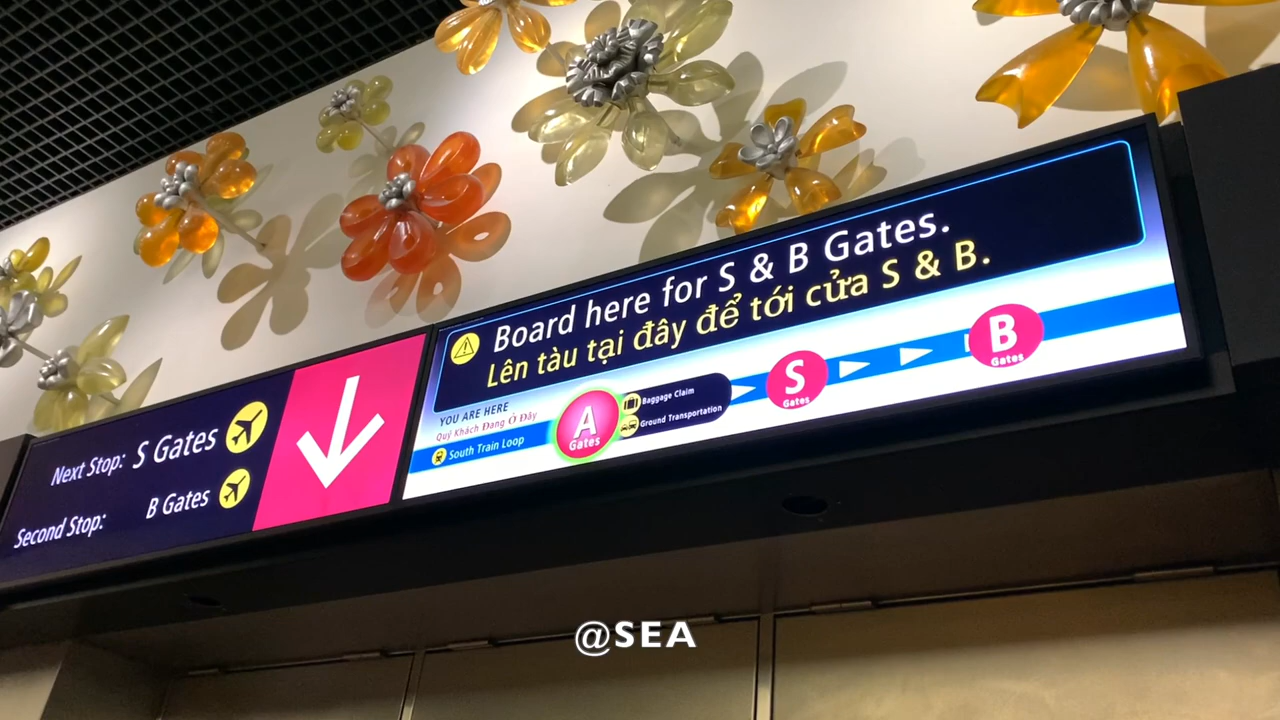 Board here for S & B Gates.
Lên tàu tại đây để tới cửa S & B.
Next Stop: S Gates
Second Stop: B Gates
YOU ARE HERE
Quý Khách Đang Ở Đây
South Train Loop
A
Gates
Baggage Claim
Ground Transportation
S
Gates
B
Gates
@SEA